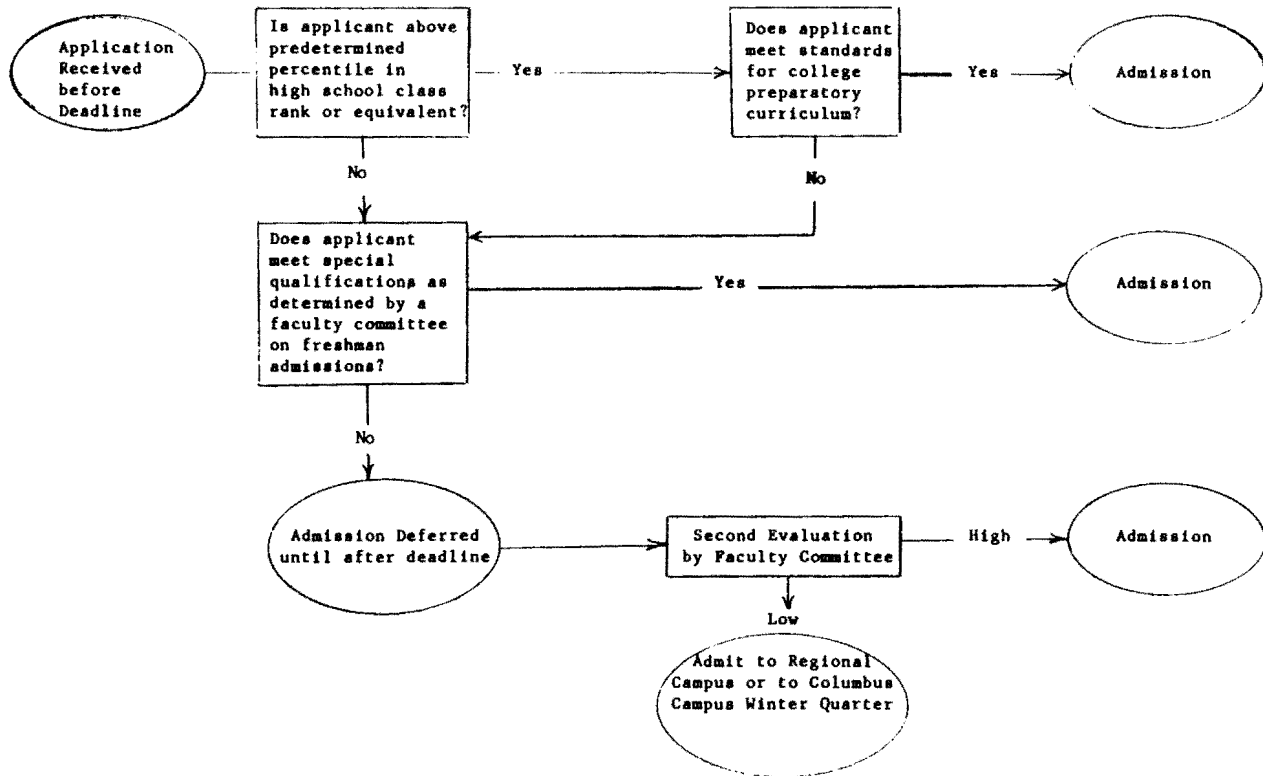 Application
Received
before
Deadline
Is applicant above
predetermined
percentile in
high school class
rank or equivalent?
Yes
Does applicant
meet standards
for college
preparatory
curriculum?
Yes
Admission
No
No
Does applicant
meet special
qualifications as
determined by a
faculty committee
on freshman
admissions?
Yes
Admission
No
Admission Deferred
until after deadline
Second Evaluation
by Faculty Committee
High
Admission
Low
Admit to Regional
Campus or to Columbus
Campus Winter Quarter